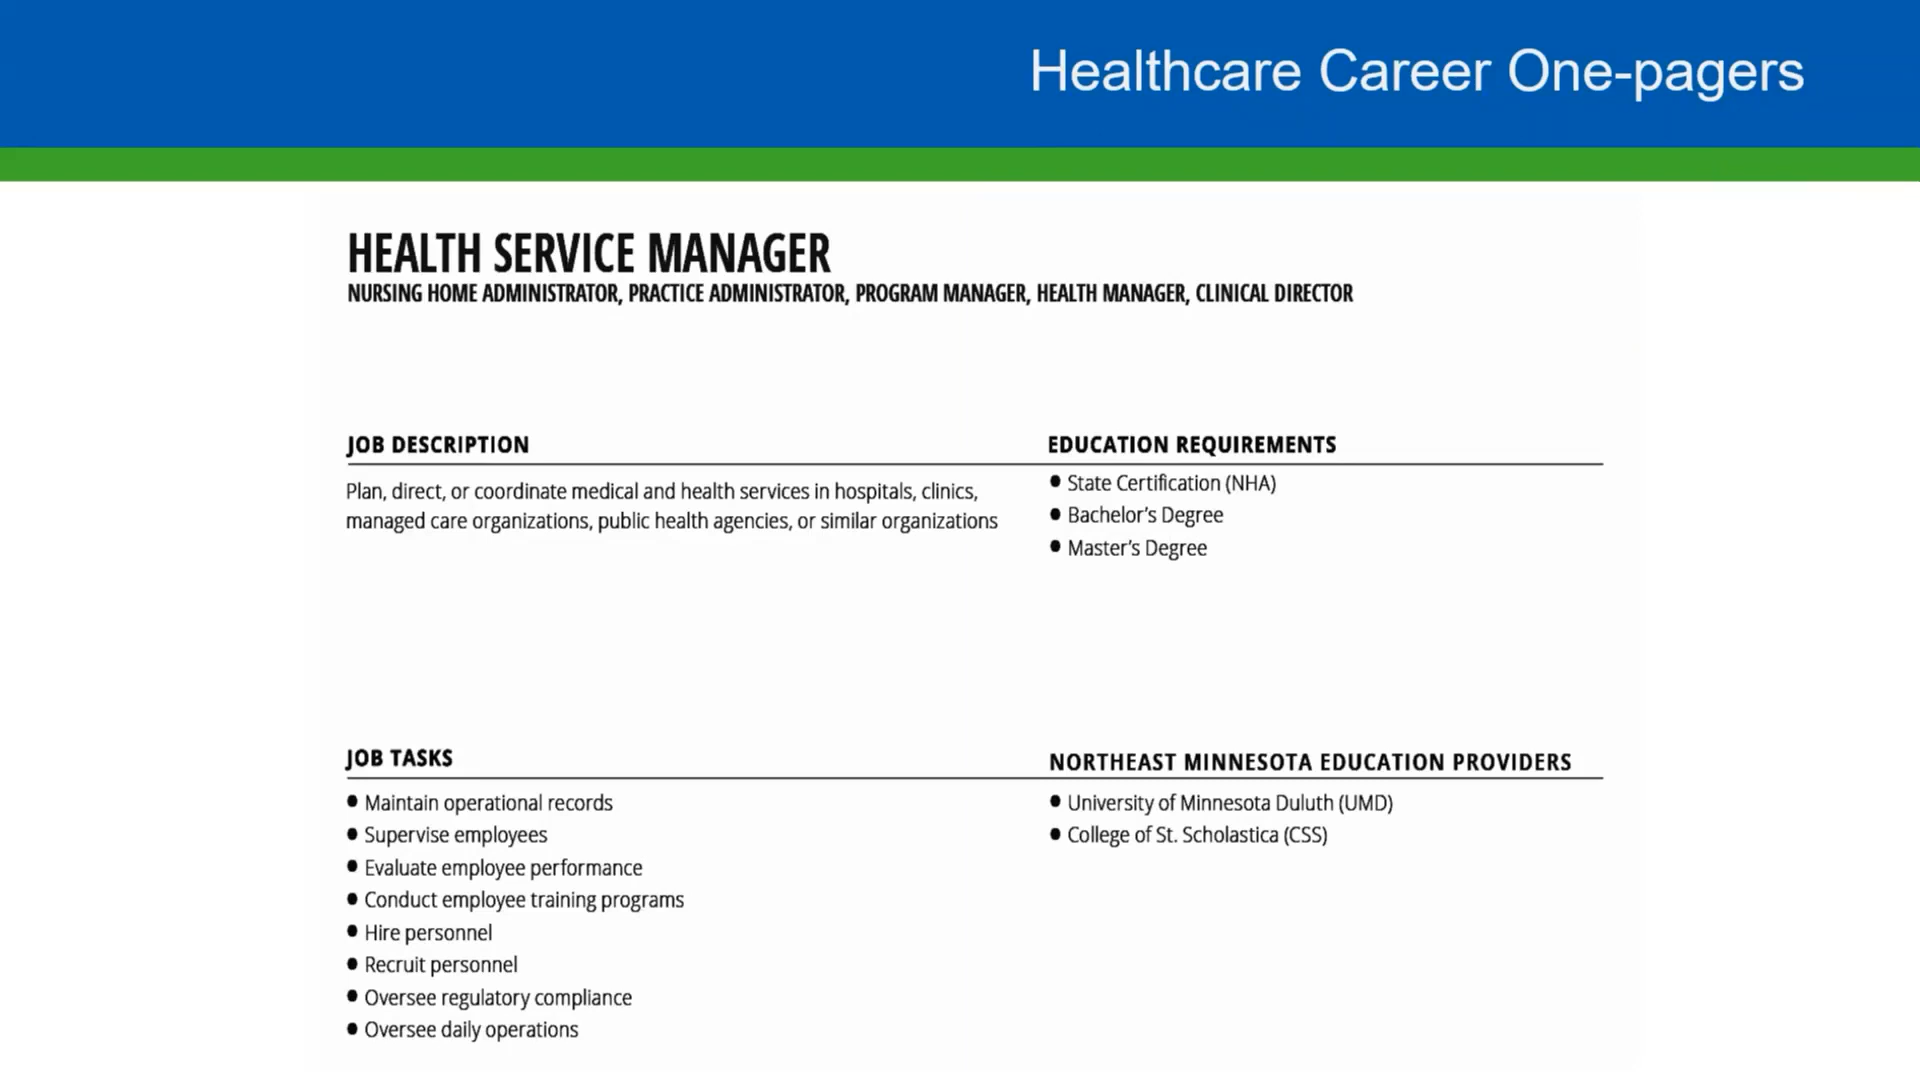 Healthcare Career One-pagers
HEALTH SERVICE MANAGER
NURSING HOME ADMINISTRATOR, PRACTICE ADMINISTRATOR, PROGRAM MANAGER, HEALTH MANAGER, CLINICAL DIRECTOR
JOB DESCRIPTION
Plan, direct, or coordinate medical and health services in hospitals, clinics,
managed care organizations, public health agencies, or similar organizations
EDUCATION REQUIREMENTS
● State Certification (NHA)
● Bachelor’s Degree
● Master’s Degree
JOB TASKS
● Maintain operational records
● Supervise employees
● Evaluate employee performance
● Conduct employee training programs
● Hire personnel
● Recruit personnel
● Oversee regulatory compliance
● Oversee daily operations
NORTHEAST MINNESOTA EDUCATION PROVIDERS
● University of Minnesota Duluth (UMD)
● College of St. Scholastica (CSS)